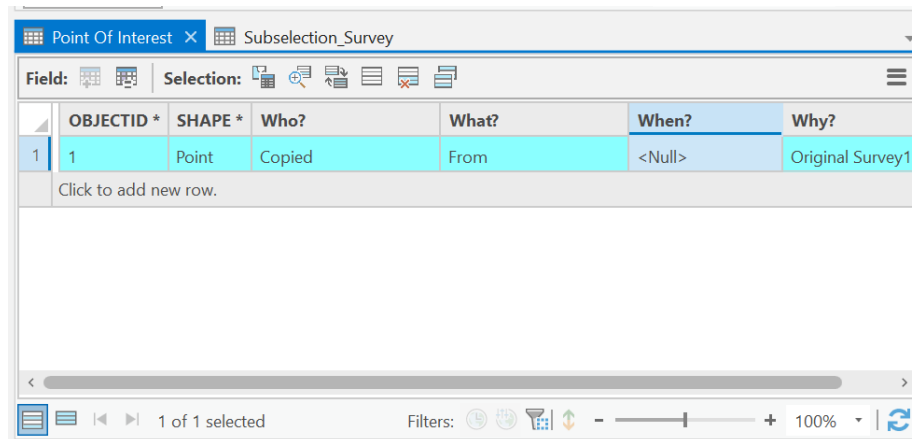 Point Of Interest Subselection_Survey
Field: Selection:
OBJECTID * SHAPE * Who? What? When? Why?
1 1 Point Copied From <Null> Original Survey1
Click to add new row.
1 of 1 selected Filters: - + 100%